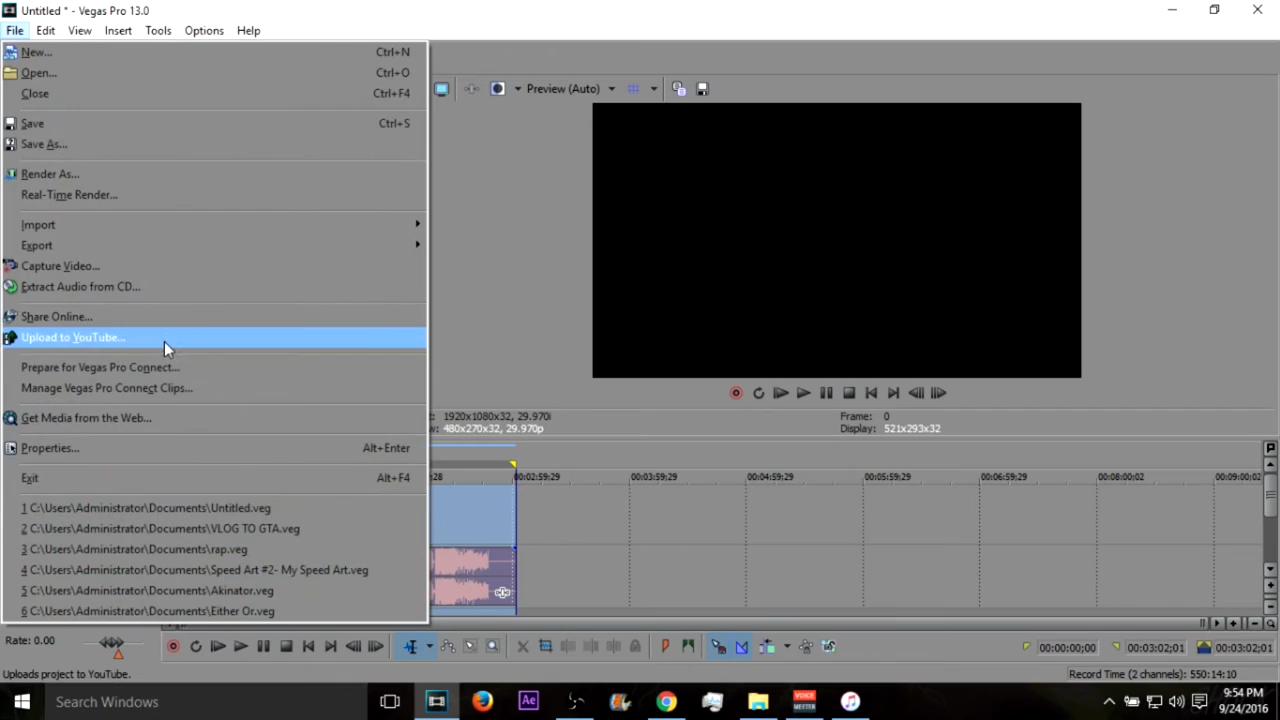 Untitled * - Vegas Pro 13.0
File Edit View Insert Tools Options Help
New... Ctrl+N
Open... Ctrl+O
Close Ctrl+F4
Save Ctrl+S
Save As...
Render As...
Real-Time Render...
Import
Export
Capture Video...
Extract Audio from CD...
Share Online...
Upload to YouTube...
Prepare for Vegas Pro Connect...
Manage Vegas Pro Connect Clips...
Get Media from the Web...
Properties... Alt+Enter
Exit Alt+F4
1 C:\Users\Administrator\Documents\Untitled.veg
2 C:\Users\Administrator\Documents\VLOG TO GTA.veg
3 C:\Users\Administrator\Documents\rap.veg
4 C:\Users\Administrator\Documents\Speed Art #2- My Speed Art.veg
5 C:\Users\Administrator\Documents\Akinator.veg
6 C:\Users\Administrator\Documents\Either Or.veg
Preview (Auto)
t: 1920x1080x32, 29.970i Frame: 0
w: 480x270x32, 29.970p Display: 521x293x32
:28 00:02:59;29 00:03:59;29 00:04:59;29 00:05:59;29 00:06:59;29 00:08:00;02 00:09:00;02
Rate: 0.00
00:00:00;00 00:03:02;01 00:03:02;01
Uploads project to YouTube. Record Time (2 channels): 550:14:10
Search Windows
Ae
VOICE
MEETER
9:54 PM
9/24/2016